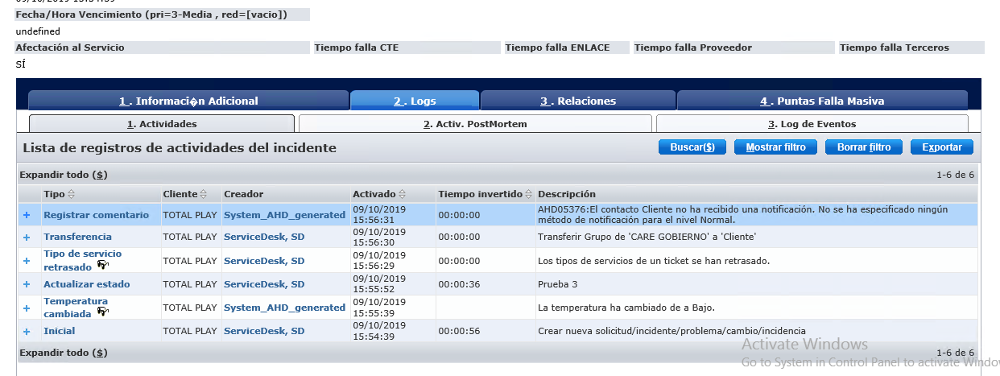 Fecha/Hora Vencimiento (pri=3-Media , red=[vacio])
undefined
Afectación al Servicio Tiempo falla CTE Tiempo falla ENLACE Tiempo falla Proveedor Tiempo falla Terceros
SÍ
1 . Informaci�n Adicional 2 . Logs 3 . Relaciones 4 . Puntas Falla Masiva
1. Actividades 2. Activ. PostMortem 3. Log de Eventos
Lista de registros de actividades del incidente Buscar($) Mostrar filtro Borrar filtro Exportar
Expandir todo ($) 1-6 de 6
Tipo Cliente Creador Activado Tiempo invertido Descripción
+ Registrar comentario TOTAL PLAY System_AHD_generated 09/10/2019 15:56:31 00:00:00 AHD05376:El contacto Cliente no ha recibido una notificación. No se ha especificado ningún
método de notificación para el nivel Normal.
+ Transferencia TOTAL PLAY ServiceDesk, SD 09/10/2019 15:56:30 00:00:00 Transferir Grupo de 'CARE GOBIERNO' a 'Cliente'
+ Tipo de servicio retrasado TOTAL PLAY ServiceDesk, SD 09/10/2019 15:56:29 00:00:00 Los tipos de servicios de un ticket se han retrasado.
+ Actualizar estado TOTAL PLAY ServiceDesk, SD 09/10/2019 15:55:52 00:00:36 Prueba 3
+ Temperatura cambiada TOTAL PLAY System_AHD_generated 09/10/2019 15:55:39 La temperatura ha cambiado de a Bajo.
+ Inicial TOTAL PLAY ServiceDesk, SD 09/10/2019 15:54:39 00:00:56 Crear nueva solicitud/incidente/problema/cambio/incidencia
Expandir todo ($) 1-6 de 6
Activate Windows
Go to System in Control Panel to activate Windo